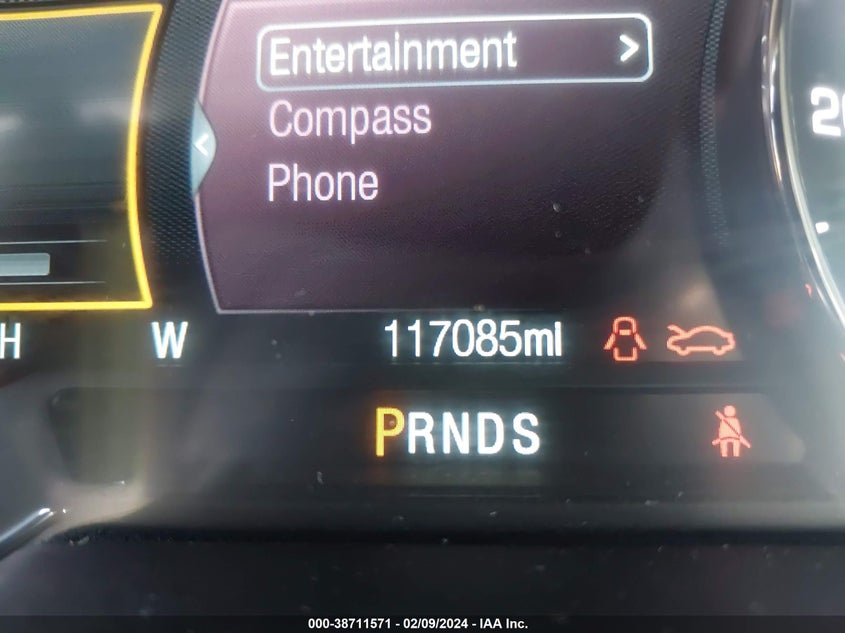 Entertainment >
Compass
Phone
H W 117085mi
PRNDS
000-38711571 - 02/09/2024 - IAA Inc.